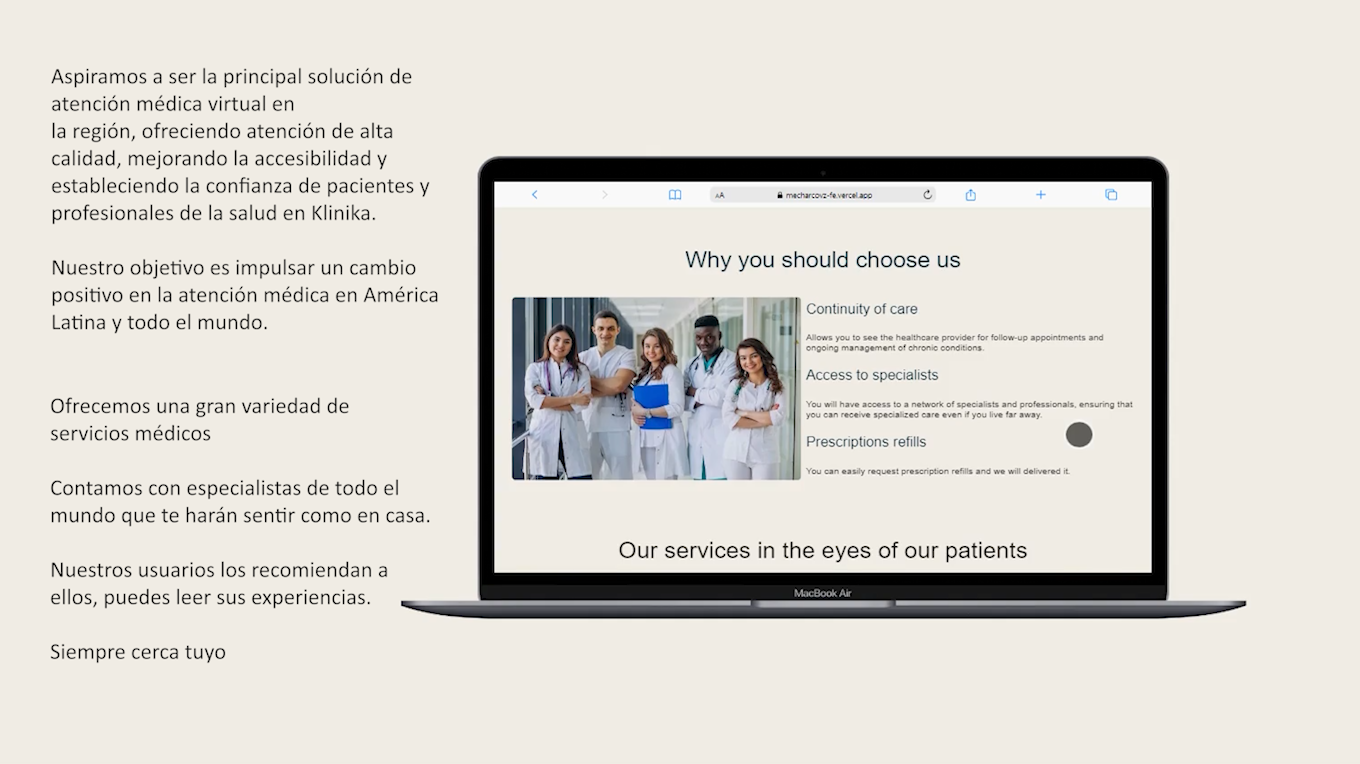 Aspiramos a ser la principal solución de
atención médica virtual en
la región, ofreciendo atención de alta
calidad, mejorando la accesibilidad y
estableciendo la confianza de pacientes y
profesionales de la salud en Klinika.
Nuestro objetivo es impulsar un cambio
positivo en la atención médica en América
Latina y todo el mundo.
Ofrecemos una gran variedad de
servicios médicos
Contamos con especialistas de todo el
mundo que te harán sentir como en casa.
Nuestros usuarios los recomiendan a
ellos, puedes leer sus experiencias.
Siempre cerca tuyo
AA
mecharcovz-fe.vercel.app
Why you should choose us
Continuity of care
Allows you to see the healthcare provider for follow-up appointments and
ongoing management of chronic conditions.
Access to specialists
You will have access to a network of specialists and professionals, ensuring that
you can receive specialized care even if you live far away.
Prescriptions refills
You can easily request prescription refills and we will delivered it.
Our services in the eyes of our patients
MacBook Air